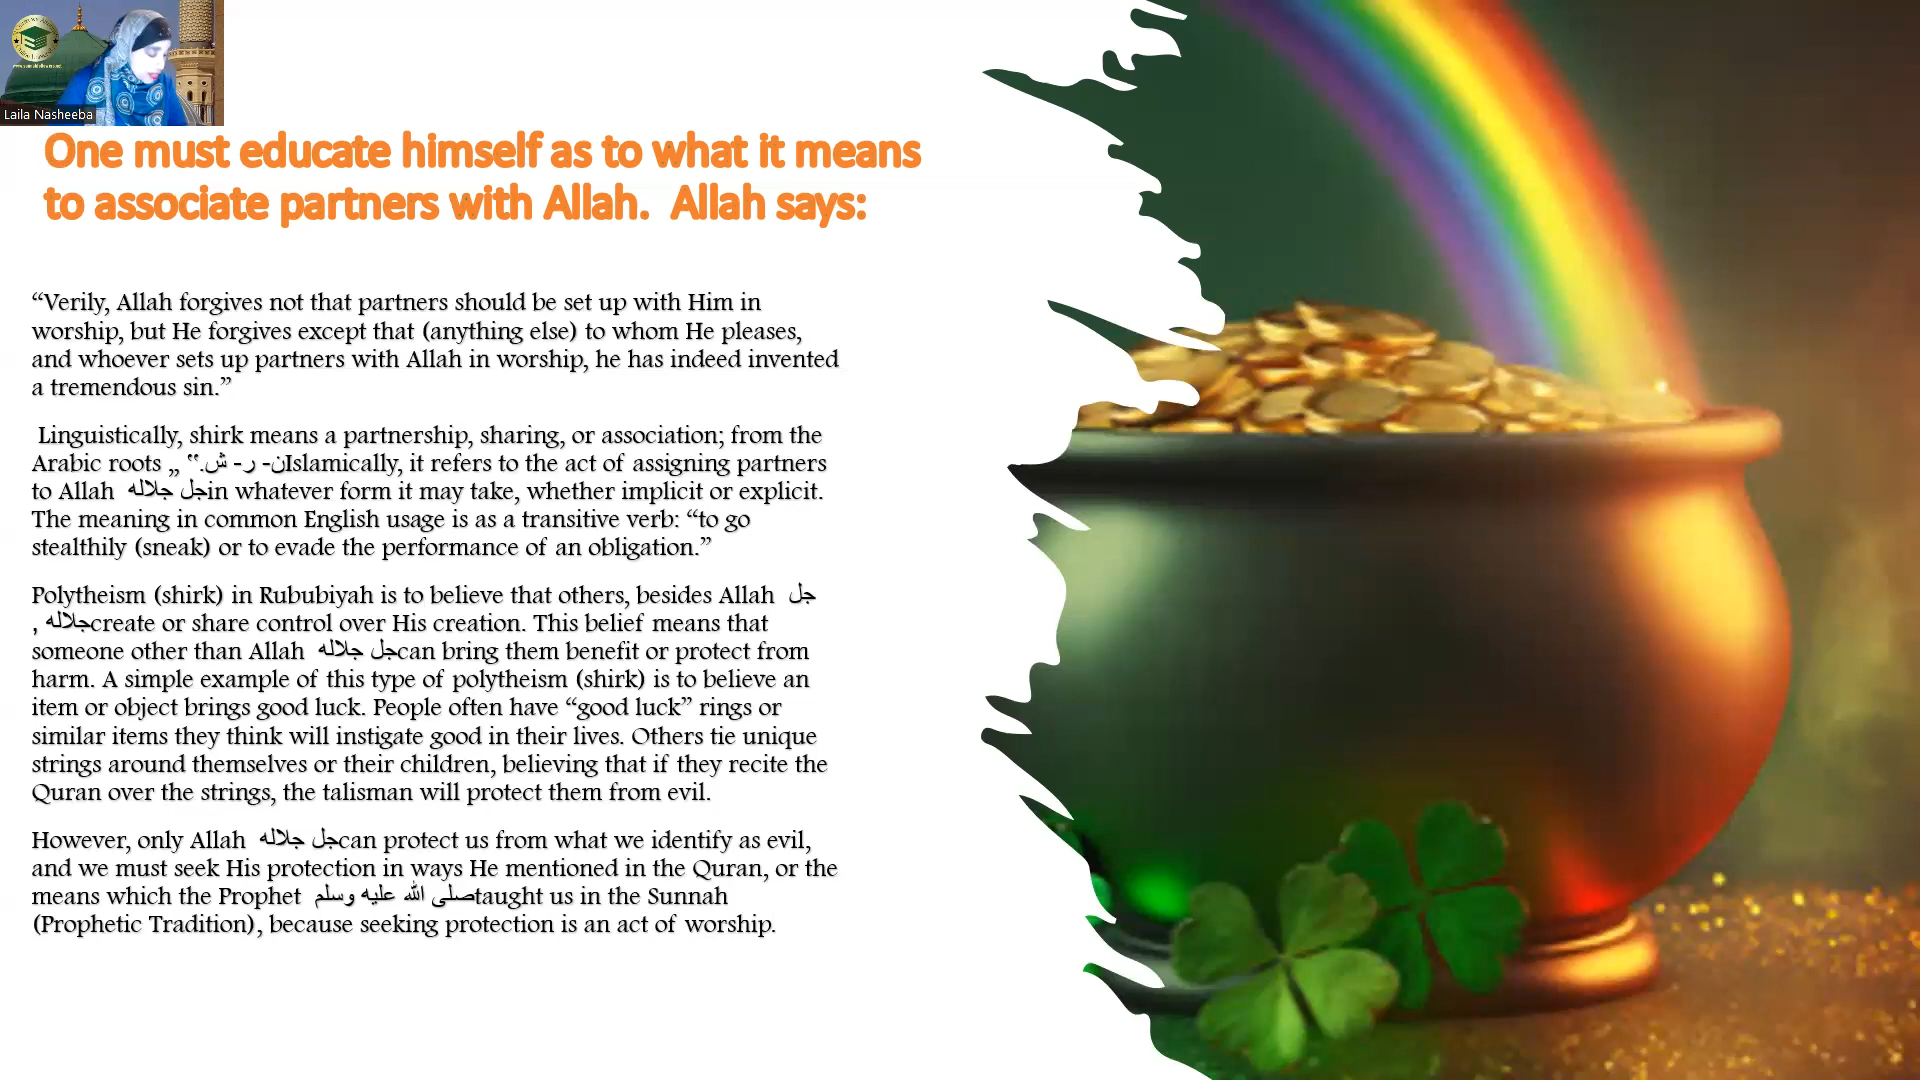 Laila Nasheeba
One must educate himself as to what it means
to associate partners with Allah.  Allah says:
“Verily, Allah forgives not that partners should be set up with Him in
worship, but He forgives except that (anything else) to whom He pleases,
and whoever sets up partners with Allah in worship, he has indeed invented
a tremendous sin.”
Linguistically, shirk means a partnership, sharing, or association; from the
Arabic roots „ “.ش -ر -نIslamically, it refers to the act of assigning partners
to Allah جل جلالهin whatever form it may take, whether implicit or explicit.
The meaning in common English usage is as a transitive verb: “to go
stealthily (sneak) or to evade the performance of an obligation.”
Polytheism (shirk) in Rububiyah is to believe that others, besides Allah جل
, جلالهcreate or share control over His creation. This belief means that
someone other than Allah جل جلالهcan bring them benefit or protect from
harm. A simple example of this type of polytheism (shirk) is to believe an
item or object brings good luck. People often have “good luck” rings or
similar items they think will instigate good in their lives. Others tie unique
strings around themselves or their children, believing that if they recite the
Quran over the strings, the talisman will protect them from evil.
However, only Allah جل جلالهcan protect us from what we identify as evil,
and we must seek His protection in ways He mentioned in the Quran, or the
means which the Prophet صلى الله عليه وسلمtaught us in the Sunnah
(Prophetic Tradition), because seeking protection is an act of worship.